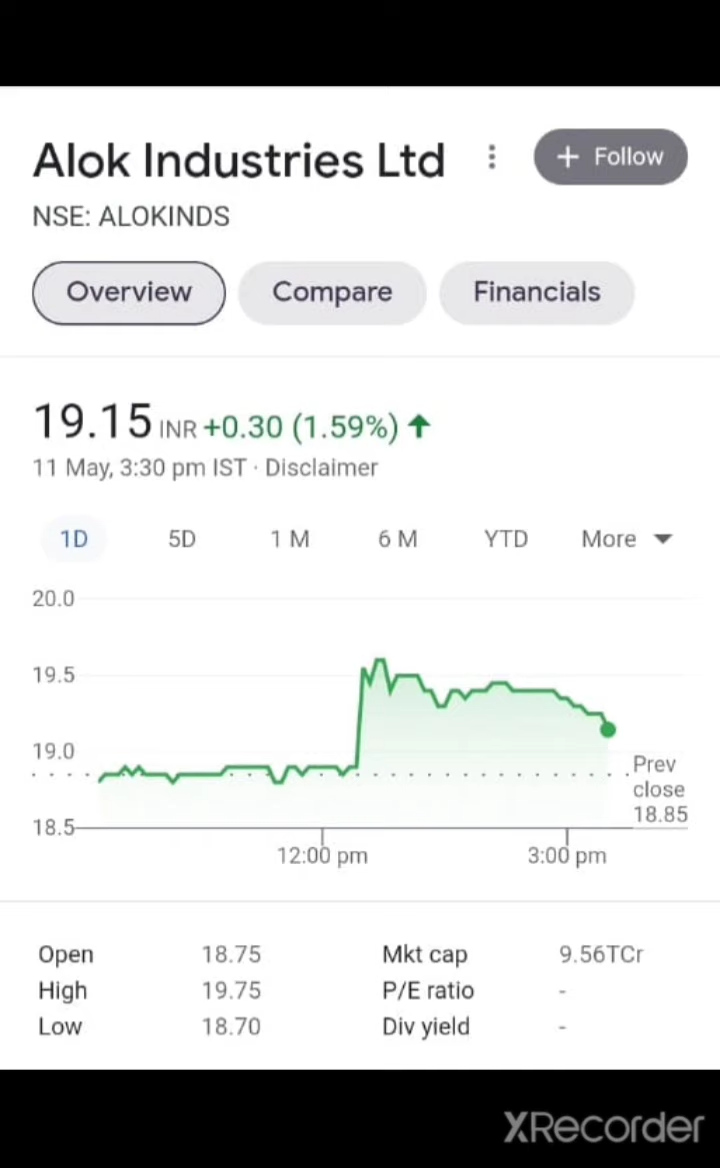 Alok Industries Ltd
+ Follow
NSE: ALOKINDS
Overview
Compare
Financials
19.15 INR +0.30 (1.59%) ↑
11 May, 3:30 pm IST · Disclaimer
1D 5D 1 M 6 M YTD More
20.0
19.5
19.0
18.5
Prev
close
18.85
12:00 pm 3:00 pm
Open 18.75 Mkt cap 9.56TCr
High 19.75 P/E ratio -
Low 18.70 Div yield -
XRecorder